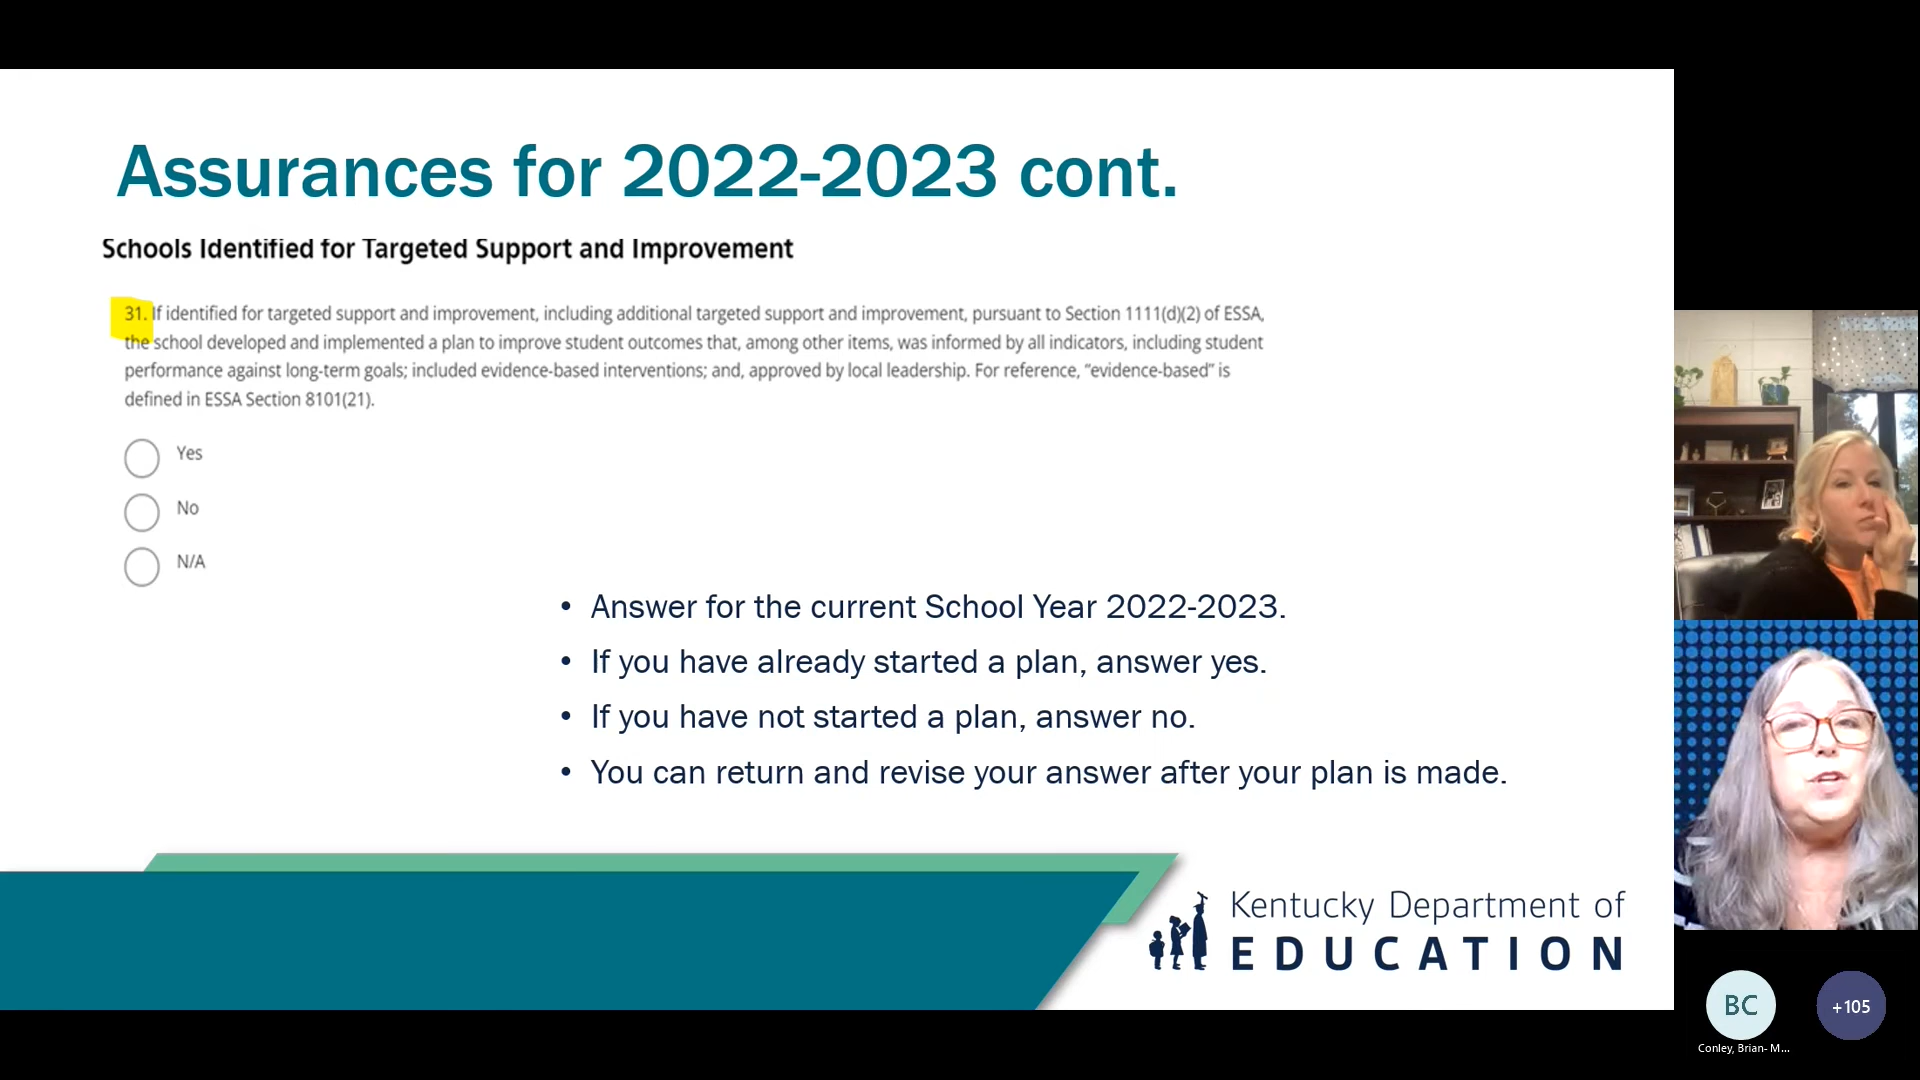 Assurances for 2022-2023 cont.
Schools Identified for Targeted Support and Improvement
31. If identified for targeted support and improvement, including additional targeted support and improvement, pursuant to Section 1111(d)(2) of ESSA,
the school developed and implemented a plan to improve student outcomes that, among other items, was informed by all indicators, including student
performance against long-term goals; included evidence-based interventions; and, approved by local leadership. For reference, “evidence-based” is
defined in ESSA Section 8101(21).
Yes
No
N/A
• Answer for the current School Year 2022-2023.
• If you have already started a plan, answer yes.
• If you have not started a plan, answer no.
• You can return and revise your answer after your plan is made.
Kentucky Department of
EDUCATION
BC
+105
Conley, Brian- M...